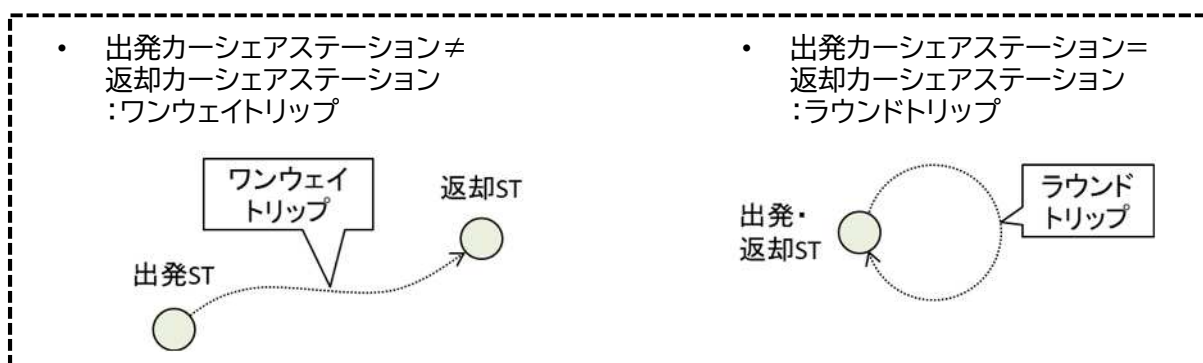 • 出発カーシェアステーション≠
返却カーシェアステーション
：ワンウェイトリップ
ワンウェイ
トリップ
返却ST
出発ST
• 出発カーシェアステーション＝
返却カーシェアステーション
：ラウンドトリップ
ラウンド
トリップ
出発・
返却ST